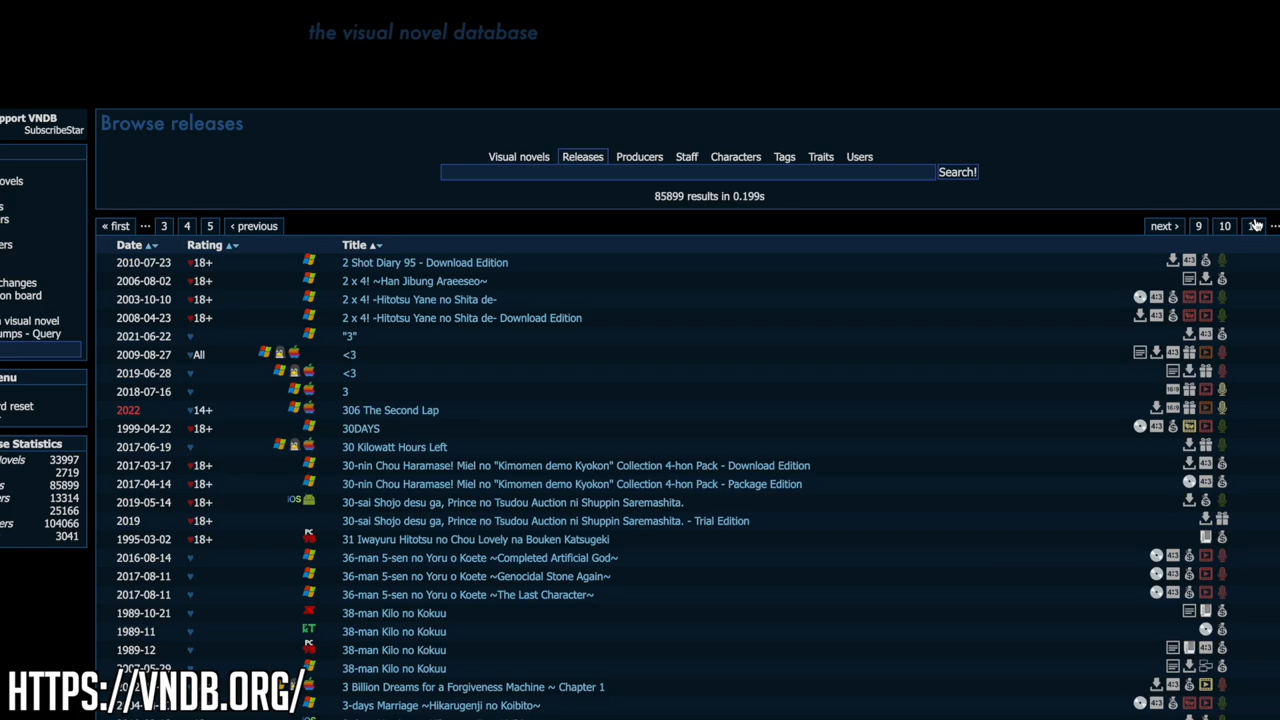 the visual novel database
pport VNDB
SubscribeStar
Browse releases
Visual novels Releases Producers Staff Characters Tags Traits Users
Search!
85899 results in 0.199s
« first ... 3 4 5 ‹ previous next › 9 10 ...
Date Rating Title
2010-07-23 18+ 2 Shot Diary 95 - Download Edition
2006-08-02 18+ 2 x 4! ~Han Jibung Araeeseo~
2003-10-10 18+ 2 x 4! -Hitotsu Yane no Shita de-
2008-04-23 18+ 2 x 4! -Hitotsu Yane no Shita de- Download Edition
2021-06-22 "3"
2009-08-27 All <3
2019-06-28 <3
2018-07-16 3
2022 14+ 306 The Second Lap
1999-04-22 18+ 30DAYS
2017-06-19 30 Kilowatt Hours Left
2017-03-17 18+ 30-nin Chou Haramase! Miel no "Kimomen demo Kyokon" Collection 4-hon Pack - Download Edition
2017-04-14 18+ 30-nin Chou Haramase! Miel no "Kimomen demo Kyokon" Collection 4-hon Pack - Package Edition
2019-05-14 18+ iOS 30-sai Shojo desu ga, Prince no Tsudou Auction ni Shuppin Saremashita.
2019 18+ 30-sai Shojo desu ga, Prince no Tsudou Auction ni Shuppin Saremashita. - Trial Edition
1995-03-02 18+ 31 Iwayuru Hitotsu no Chou Lovely na Bouken Katsugeki
2016-08-14 36-man 5-sen no Yoru o Koete ~Completed Artificial God~
2017-08-11 36-man 5-sen no Yoru o Koete ~Genocidal Stone Again~
2017-08-11 36-man 5-sen no Yoru o Koete ~The Last Character~
1989-10-21 38-man Kilo no Kokuu
1989-11 38-man Kilo no Kokuu
1989-12 38-man Kilo no Kokuu
2007-05-29 38-man Kilo no Kokuu
3 Billion Dreams for a Forgiveness Machine ~ Chapter 1
3-days Marriage ~Hikarugenji no Koibito~
ovels
s
rs
ers
changes
on board
visual novel
umps - Query
enu
rd reset
se Statistics
ovels 33997
2719
es 85899
ers 13314
25166
ers 104066
3041
HTTPS://VNDB.ORG/